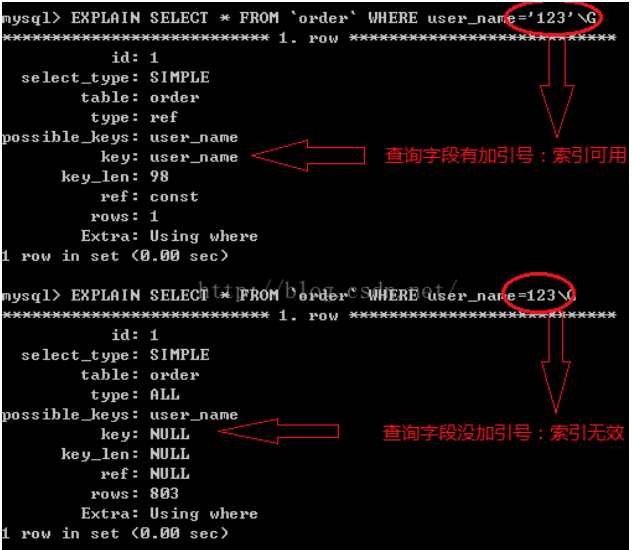 mysql> EXPLAIN SELECT * FROM `order` WHERE user_name='123'\G
*************************** 1. row ***************************
id: 1
select_type: SIMPLE
table: order
type: ref
possible_keys: user_name
key: user_name
查询字段有加引号：索引可用
key_len: 98
ref: const
rows: 1
Extra: Using where
1 row in set (0.00 sec)
http://blog.csdn.net/
mysql> EXPLAIN SELECT * FROM `order` WHERE user_name=123\G
*************************** 1. row ***************************
id: 1
select_type: SIMPLE
table: order
type: ALL
possible_keys: user_name
key: NULL
查询字段没加引号：索引无效
key_len: NULL
ref: NULL
rows: 803
Extra: Using where
1 row in set (0.00 sec)